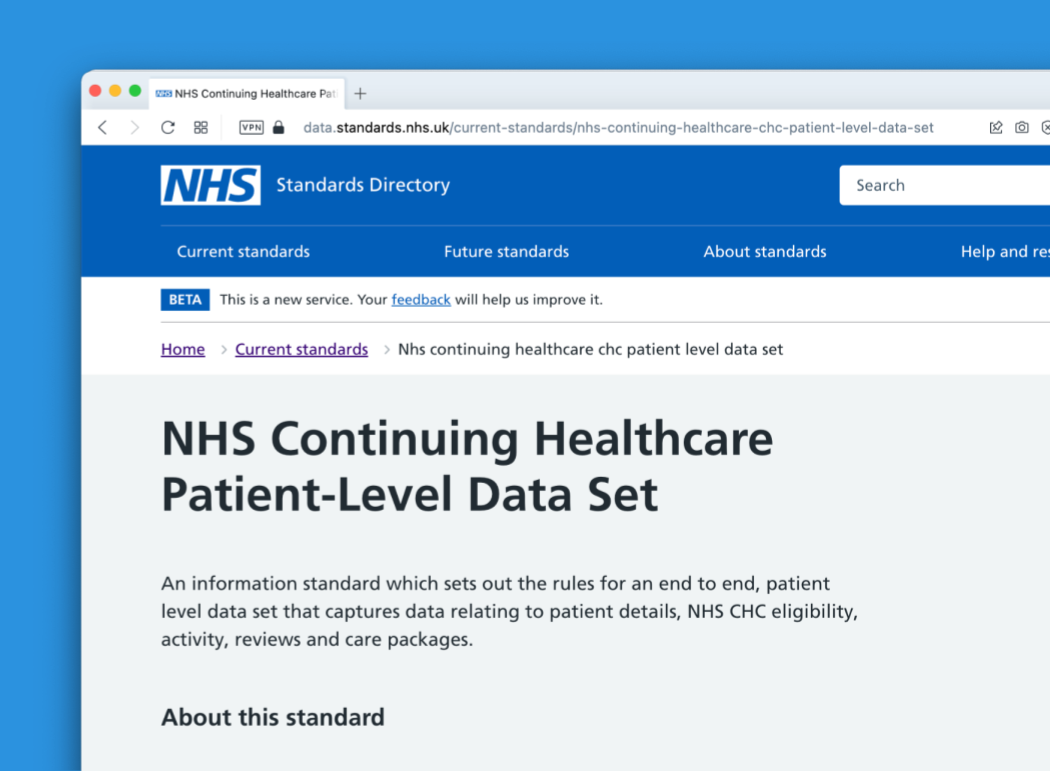 NHS NHS Continuing Healthcare Pat
VPN data.standards.nhs.uk/current-standards/nhs-continuing-healthcare-chc-patient-level-data-set
NHS Standards Directory Search
Current standards Future standards About standards Help and res
BETA This is a new service. Your feedback will help us improve it.
Home > Current standards > Nhs continuing healthcare chc patient level data set
NHS Continuing Healthcare
Patient-Level Data Set
An information standard which sets out the rules for an end to end, patient
level data set that captures data relating to patient details, NHS CHC eligibility,
activity, reviews and care packages.
About this standard